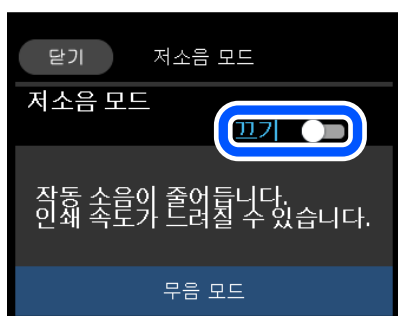 닫기 저소음 모드
저소음 모드
끄기
작동 소음이 줄어듭니다.
인쇄 속도가 드려질 수 있습니다.
무음 모드